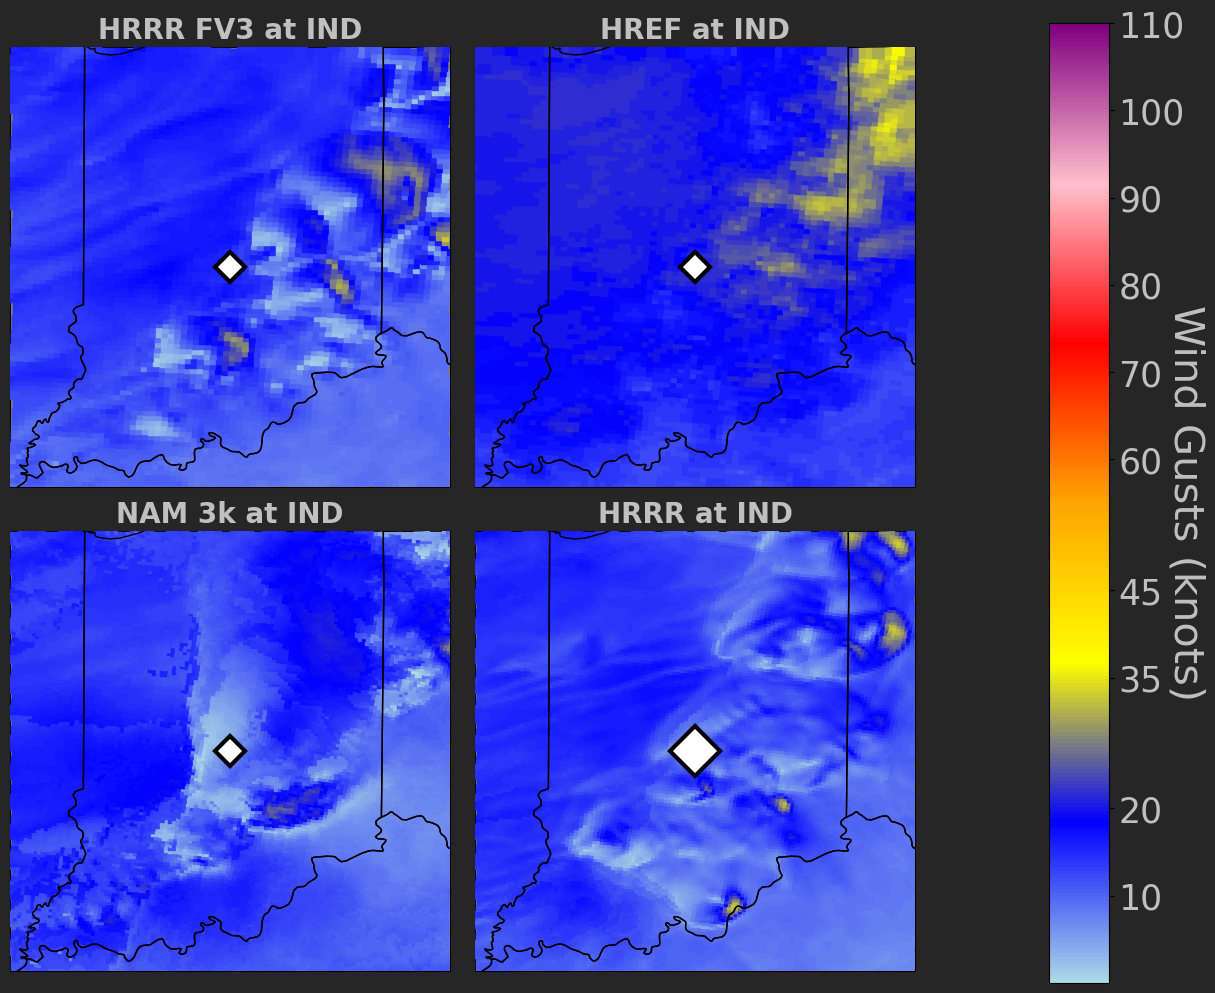 HRRR FV3 at IND
HREF at IND
NAM 3k at IND
HRRR at IND
110
100
90
80
70
60
45
35
20
10
Wind Gusts (knots)